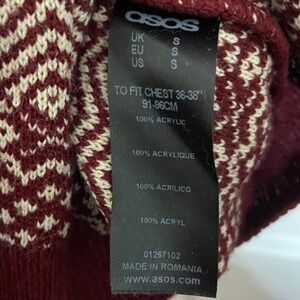 asos
UK S
EU S
US S
TO FIT CHEST 36-38"
91-96CM
100% ACRYLIC
100% ACRYLIQUE
100% ACRILICO
100% ACRYL
01257102
MADE IN ROMANIA
www.asos.com